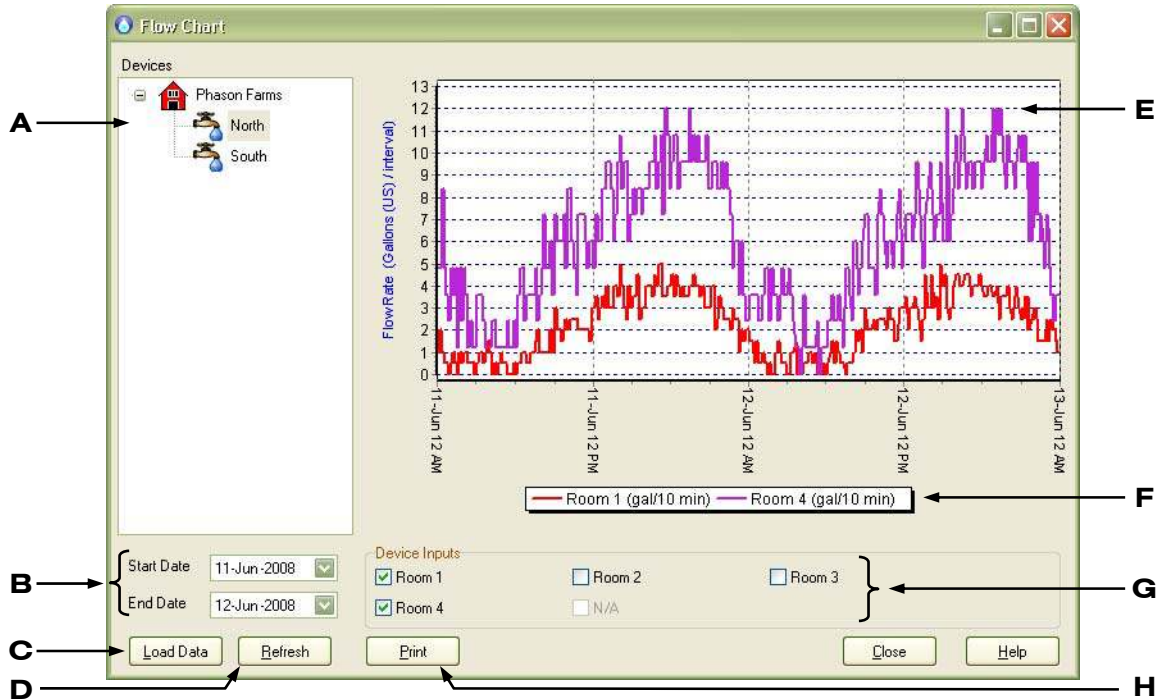 Flow Chart
Devices
Phason Farms
North
South
A
FlowRate (Gallons (US) / interval)
13
12
11
10
9
8
7
6
5
4
3
2
1
0
11-Jun 12 AM
11-Jun 12 PM
12-Jun 12 AM
12-Jun 12 PM
13-Jun 12 AM
E
Room 1 (gal/10 min) Room 4 (gal/10 min)
F
B
Start Date 11-Jun-2008
End Date 12-Jun-2008
Device Inputs
Room 1 Room 2 Room 3
Room 4 N/A
G
C
Load Data Refresh Print Close Help
D
H